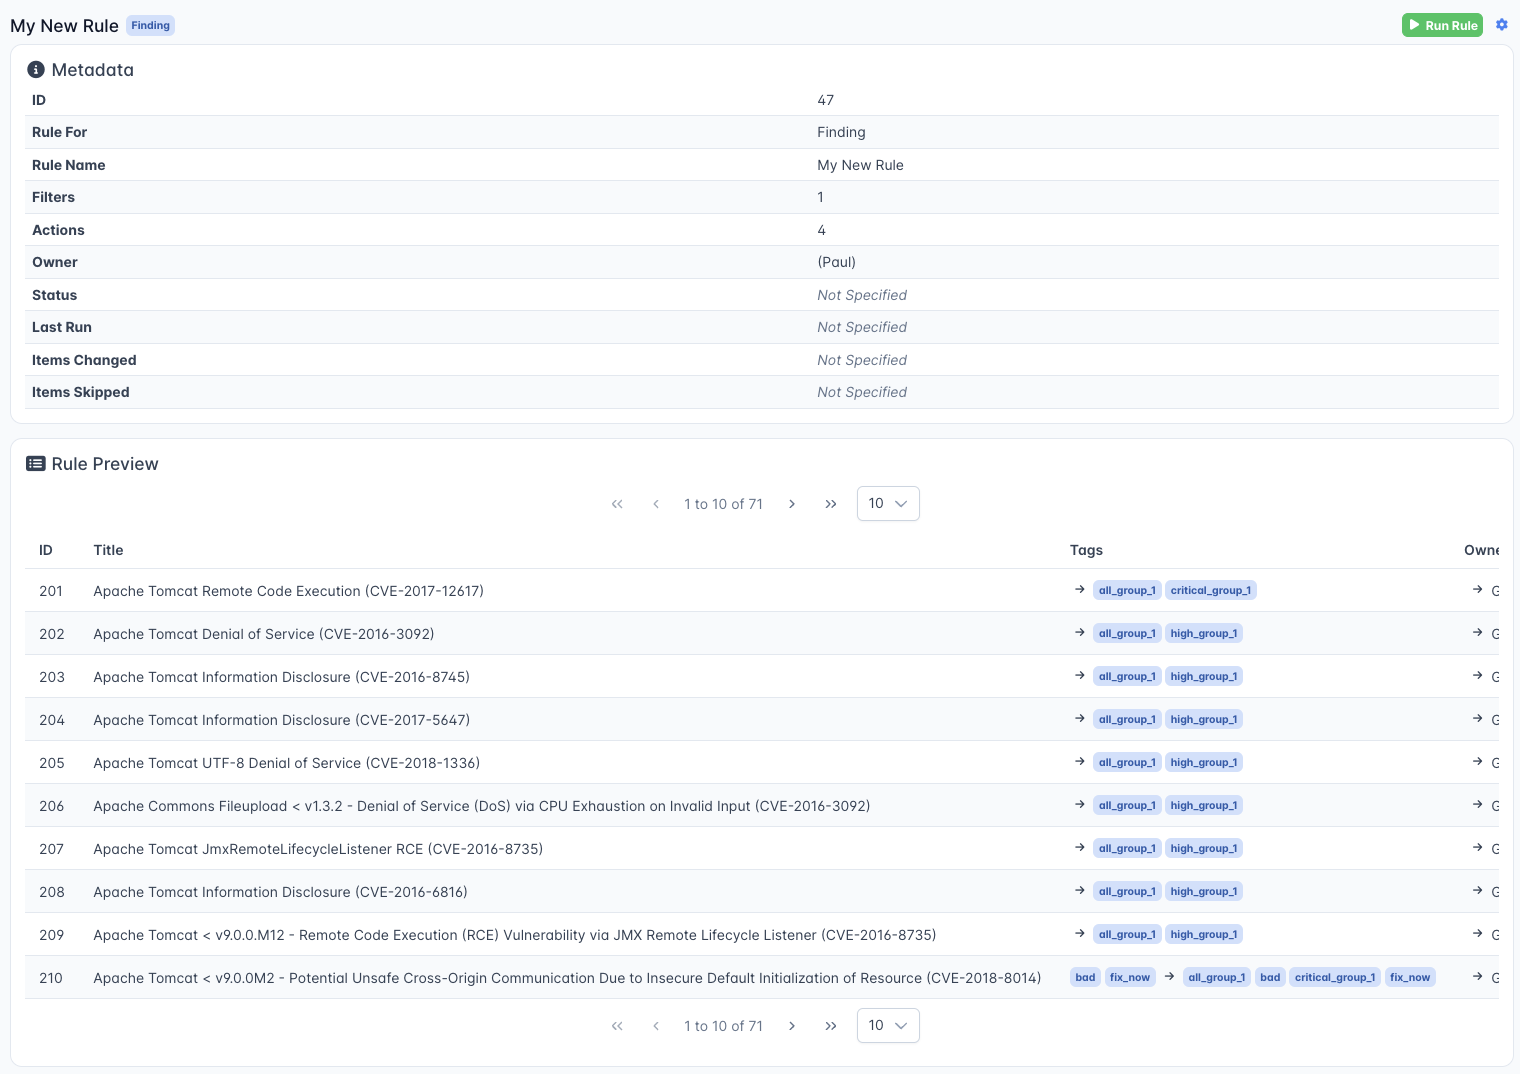 My New Rule Finding Run Rule
Metadata
ID 47
Rule For Finding
Rule Name My New Rule
Filters 1
Actions 4
Owner (Paul)
Status Not Specified
Last Run Not Specified
Items Changed Not Specified
Items Skipped Not Specified
Rule Preview
1 to 10 of 71 10
ID Title Tags
201 Apache Tomcat Remote Code Execution (CVE-2017-12617) → all_group_1 critical_group_1 →
202 Apache Tomcat Denial of Service (CVE-2016-3092) → all_group_1 high_group_1 →
203 Apache Tomcat Information Disclosure (CVE-2016-8745) → all_group_1 high_group_1 →
204 Apache Tomcat Information Disclosure (CVE-2017-5647) → all_group_1 high_group_1 →
205 Apache Tomcat UTF-8 Denial of Service (CVE-2018-1336) → all_group_1 high_group_1 →
206 Apache Commons Fileupload < v1.3.2 - Denial of Service (DoS) via CPU Exhaustion on Invalid Input (CVE-2016-3092) → all_group_1 high_group_1 →
207 Apache Tomcat JmxRemoteLifecycleListener RCE (CVE-2016-8735) → all_group_1 high_group_1 →
208 Apache Tomcat Information Disclosure (CVE-2016-6816) → all_group_1 high_group_1 →
209 Apache Tomcat < v9.0.0.M12 - Remote Code Execution (RCE) Vulnerability via JMX Remote Lifecycle Listener (CVE-2016-8735) → all_group_1 high_group_1 →
210 Apache Tomcat < v9.0.0M2 - Potential Unsafe Cross-Origin Communication Due to Insecure Default Initialization of Resource (CVE-2018-8014) bad fix_now → all_group_1 bad critical_group_1 fix_now →
1 to 10 of 71 10